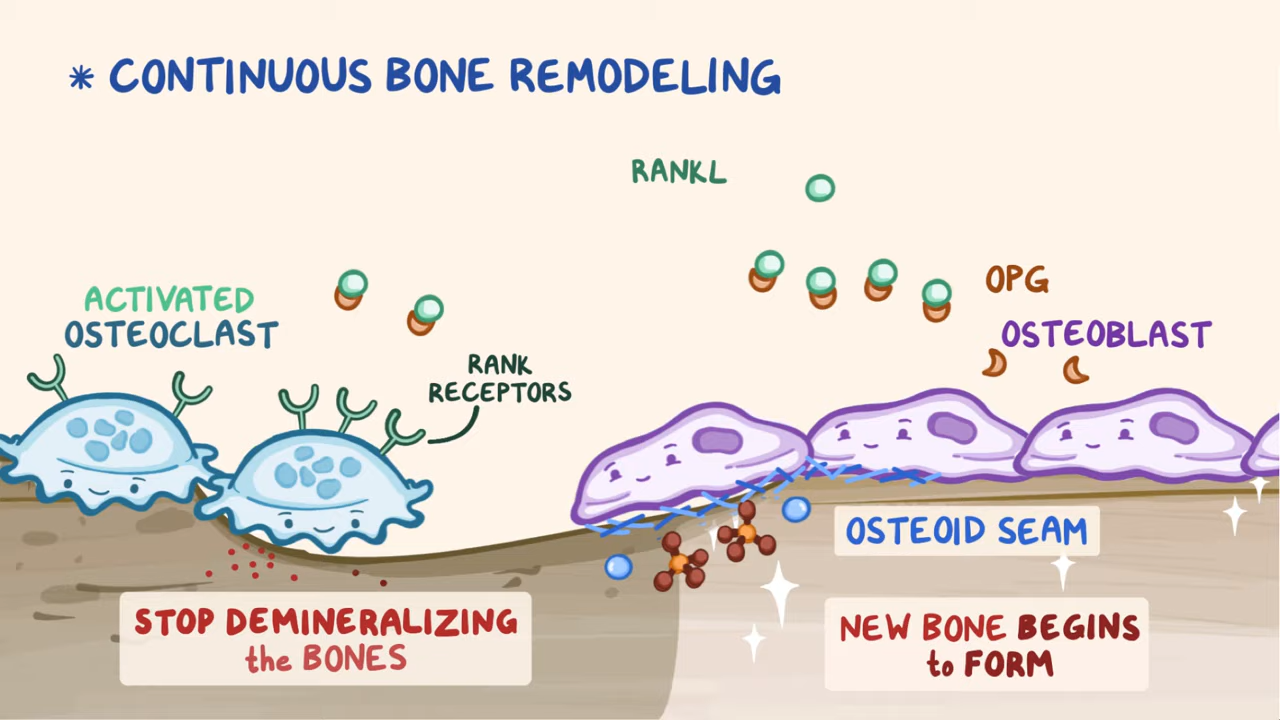 * CONTINUOUS BONE REMODELING
RANKL
OPG
ACTIVATED
OSTEOCLAST
OSTEOBLAST
RANK
RECEPTORS
OSTEOID SEAM
STOP DEMINERALIZING
the BONES
NEW BONE BEGINS
to FORM